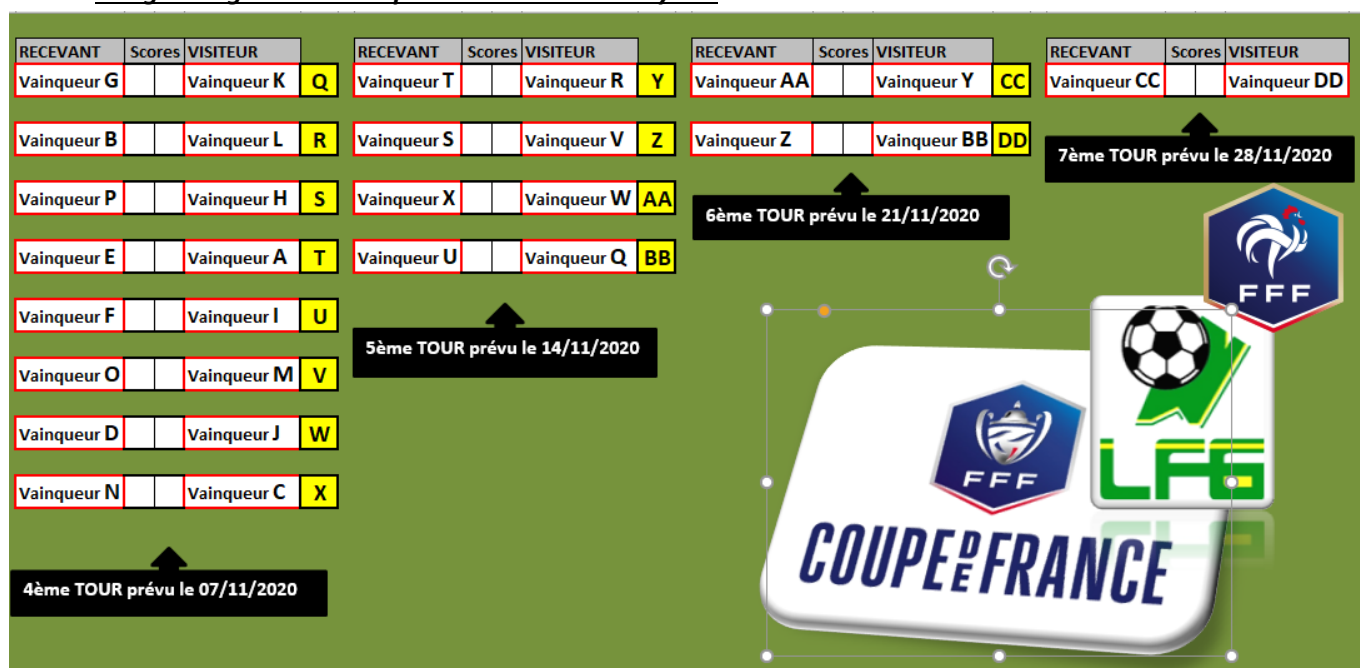 RECEVANT Scores VISITEUR
Vainqueur G Vainqueur K Q
Vainqueur B Vainqueur L R
Vainqueur P Vainqueur H S
Vainqueur E Vainqueur A T
Vainqueur F Vainqueur I U
Vainqueur O Vainqueur M V
Vainqueur D Vainqueur J W
Vainqueur N Vainqueur C X
4ème TOUR prévu le 07/11/2020
RECEVANT Scores VISITEUR
Vainqueur T Vainqueur R Y
Vainqueur S Vainqueur V Z
Vainqueur X Vainqueur W AA
Vainqueur U Vainqueur Q BB
5ème TOUR prévu le 14/11/2020
RECEVANT Scores VISITEUR
Vainqueur AA Vainqueur Y CC
Vainqueur Z Vainqueur BB DD
6ème TOUR prévu le 21/11/2020
RECEVANT Scores VISITEUR
Vainqueur CC Vainqueur DD
7ème TOUR prévu le 28/11/2020
FFF
LFG
FFF
COUPE DE FRANCE